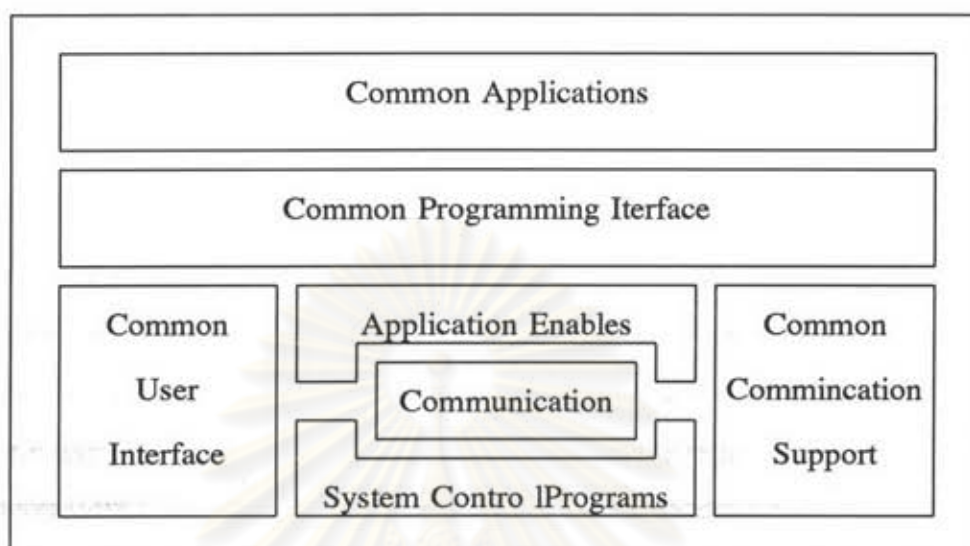 Common Applications
Common Programming Iterface
Common
User
Interface
Application Enables
Communication
System Contro lPrograms
Common
Commincation
Support